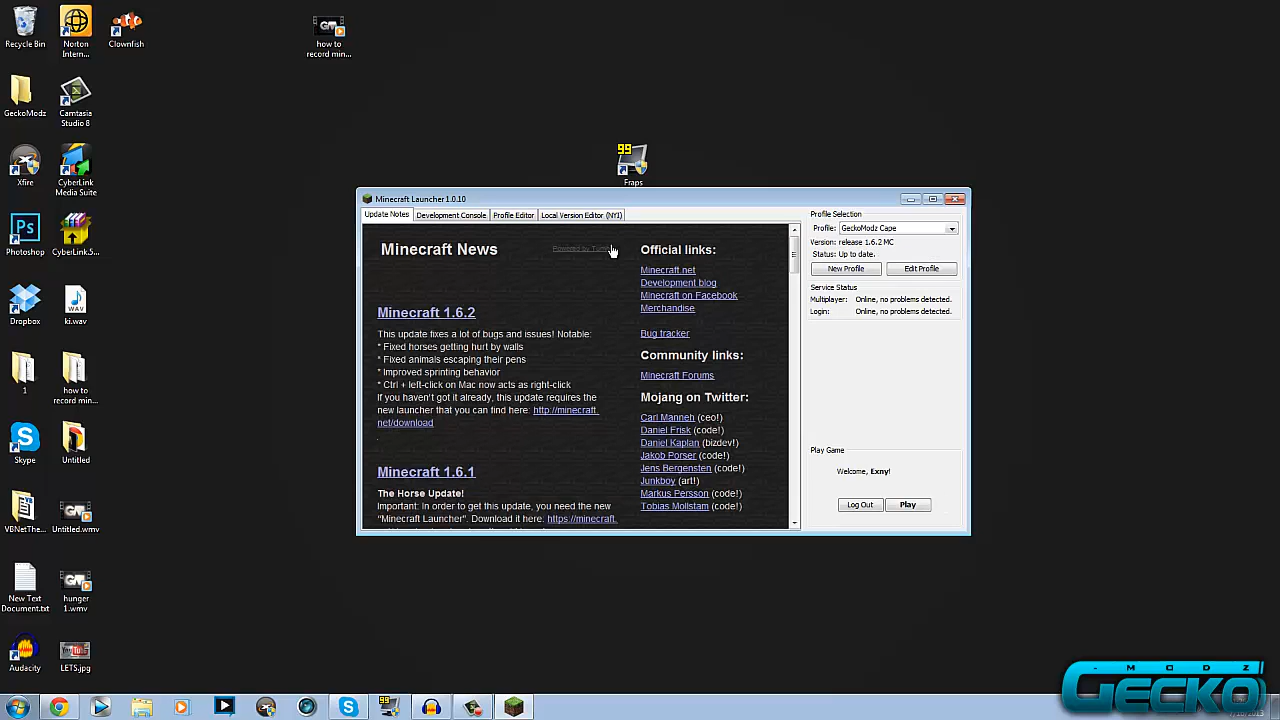 Recycle Bin
Norton
Intern...
Clownfish
how to
record min...
GeckoModz
Camtasia
Studio 8
Xfire
CyberLink
Media Suite
99
Fraps
Photoshop
CyberLink.5...
Dropbox
ki.wav
1
how to
record min...
Skype
Untitled
VBNetThe...
Untitled.wmv
New Text
Document.txt
hunger
1.wmv
Audacity
LETS.jpg
Minecraft Launcher 1.0.10
Update Notes
Development Console
Profile Editor
Local Version Editor (NYI)
Minecraft News
Minecraft 1.6.2
This update fixes a lot of bugs and issues! Notable:
* Fixed horses getting hurt by walls
* Fixed animals escaping their pens
* Improved sprinting behavior
* Ctrl + left-click on Mac now acts as right-click
If you haven't got it already, this update requires the
new launcher that you can find here: http://minecraft.
net/download
.
Minecraft 1.6.1
The Horse Update!
Important: In order to get this update, you need the new
"Minecraft Launcher". Download it here: https://minecraft.
Powered by
Official links:
Minecraft.net
Development blog
Minecraft on Facebook
Merchandise
Bug tracker
Community links:
Minecraft Forums
Mojang on Twitter:
Carl Manneh (ceo!)
Daniel Frisk (code!)
Daniel Kaplan (bizdev!)
Jakob Porser (code!)
Jens Bergensten (code!)
Junkboy (art!)
Markus Persson (code!)
Tobias Mollstam (code!)
Profile Selection
Profile: GeckoModz Cape
Version: release 1.6.2 MC
Status: Up to date.
New Profile
Edit Profile
Service Status
Multiplayer: Online, no problems detected.
Login: Online, no problems detected.
Play Game
Welcome, Exny!
Log Out
Play
- MODZ
GECKO